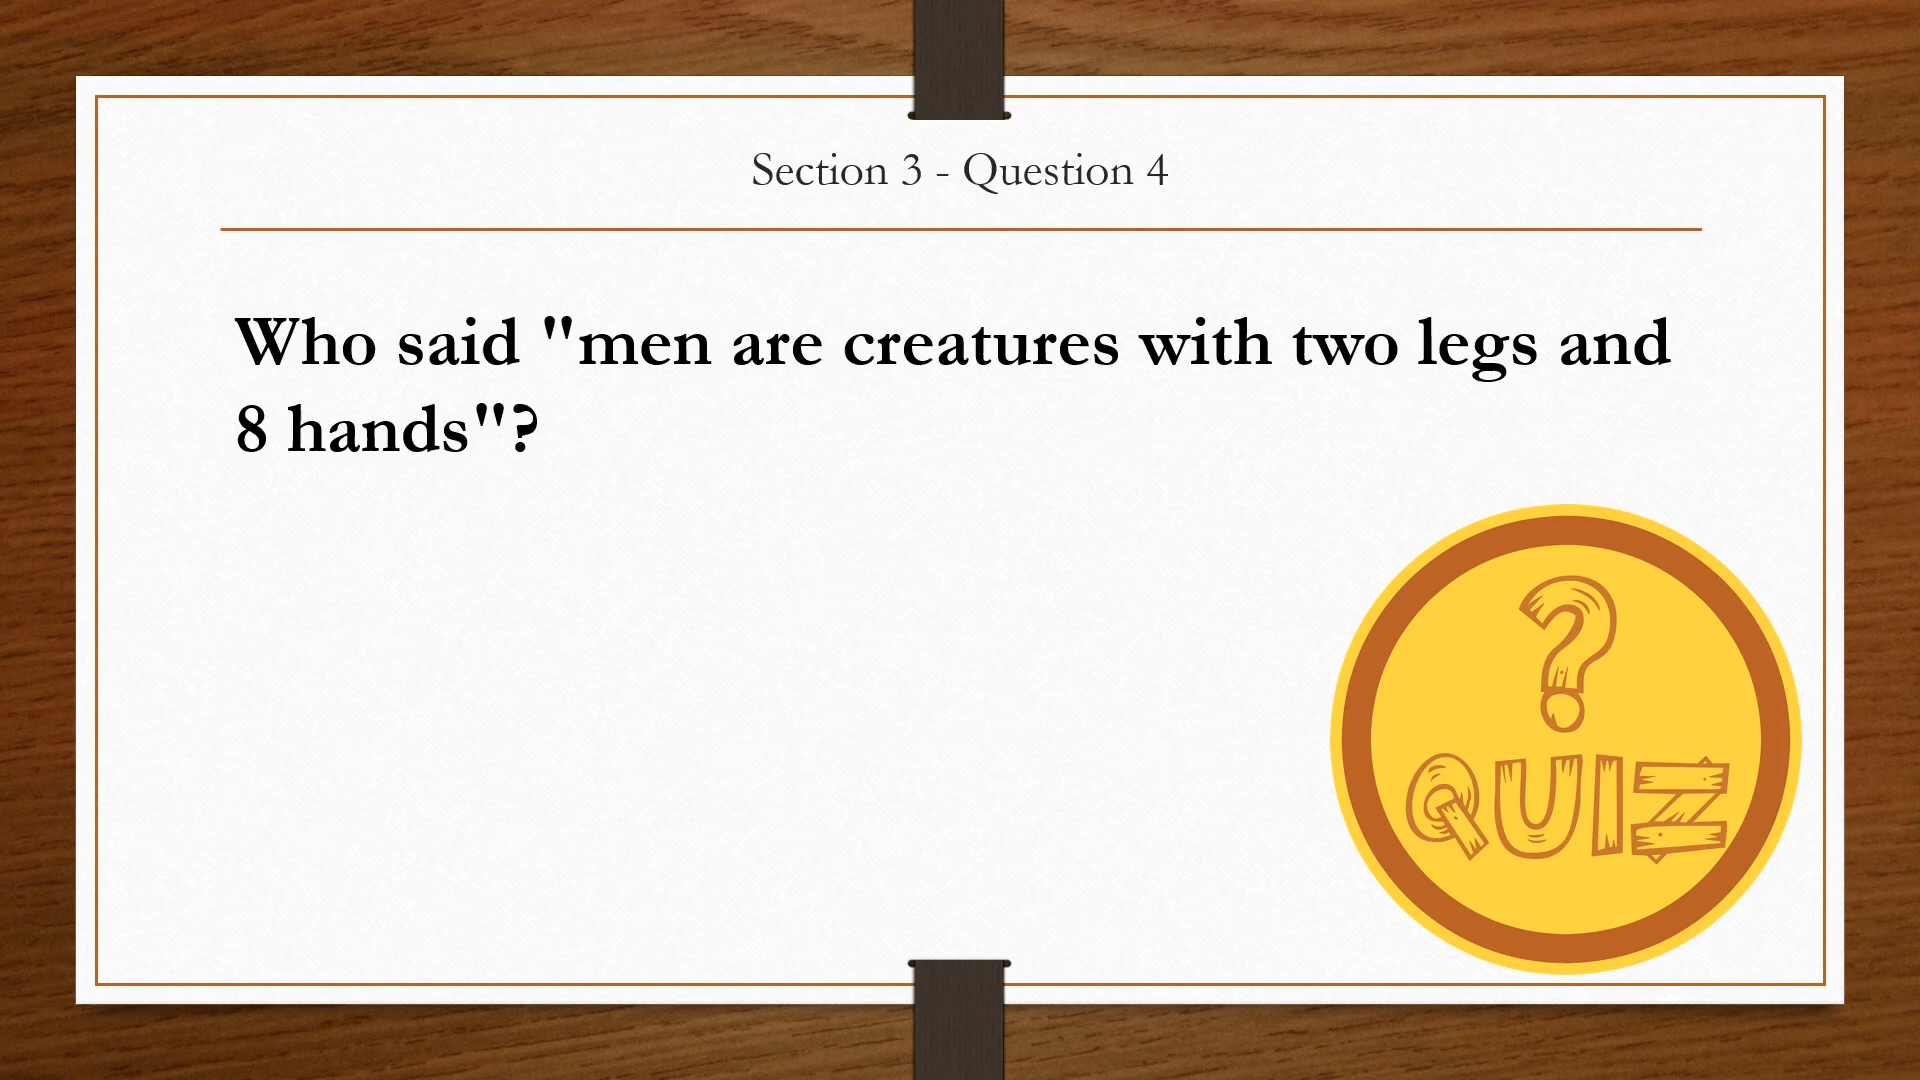 Section 3 - Question 4
Who said "men are creatures with two legs and
8 hands"?
?
QUIZ